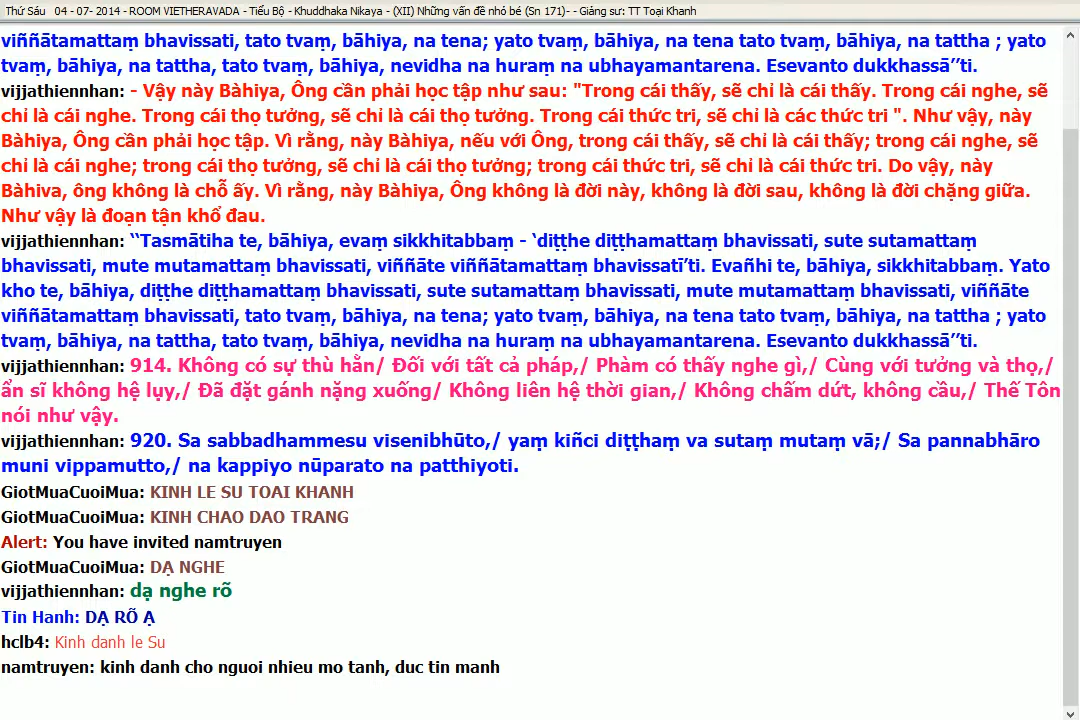 Thứ Sáu 04 - 07- 2014 - ROOM VIETHERAVADA - Tiểu Bộ - Khuddhaka Nikaya - (XII) Những vấn đề nhỏ bé (Sn 171)- - Giảng sư: TT Toại Khanh
viññātamattaṃ bhavissati, tato tvaṃ, bāhiya, na tena; yato tvaṃ, bāhiya, na tena tato tvaṃ, bāhiya, na tattha ; yato
tvaṃ, bāhiya, na tattha, tato tvaṃ, bāhiya, nevidha na huraṃ na ubhayamantarena. Esevanto dukkhassā’’ti.
vijjathiennhan: - Vậy này Bàhiya, Ông cần phải học tập như sau: "Trong cái thấy, sẽ chỉ là cái thấy. Trong cái nghe, sẽ
chỉ là cái nghe. Trong cái thọ tưởng, sẽ chỉ là cái thọ tưởng. Trong cái thức tri, sẽ chỉ là các thức tri ". Như vậy, này
Bàhiya, Ông cần phải học tập. Vì rằng, này Bàhiya, nếu với Ông, trong cái thấy, sẽ chỉ là cái thấy; trong cái nghe, sẽ
chỉ là cái nghe; trong cái thọ tưởng, sẽ chỉ là cái thọ tưởng; trong cái thức tri, sẽ chỉ là cái thức tri. Do vậy, này
Bàhiva, ông không là chỗ ấy. Vì rằng, này Bàhiya, Ông không là đời này, không là đời sau, không là đời chặng giữa.
Như vậy là đoạn tận khổ đau.
vijjathiennhan: ‘‘Tasmātiha te, bāhiya, evaṃ sikkhitabbaṃ - ‘diṭṭhe diṭṭhamattaṃ bhavissati, sute sutamattaṃ
bhavissati, mute mutamattaṃ bhavissati, viññāte viññātamattaṃ bhavissatī’ti. Evañhi te, bāhiya, sikkhitabbaṃ. Yato
kho te, bāhiya, diṭṭhe diṭṭhamattaṃ bhavissati, sute sutamattaṃ bhavissati, mute mutamattaṃ bhavissati, viññāte
viññātamattaṃ bhavissati, tato tvaṃ, bāhiya, na tena; yato tvaṃ, bāhiya, na tena tato tvaṃ, bāhiya, na tattha ; yato
tvaṃ, bāhiya, na tattha, tato tvaṃ, bāhiya, nevidha na huraṃ na ubhayamantarena. Esevanto dukkhassā’’ti.
vijjathiennhan: 914. Không có sự thù hằn/ Đối với tất cả pháp,/ Phàm có thấy nghe gì,/ Cùng với tưởng và thọ,/
ẩn sĩ không hệ lụy,/ Đã đặt gánh nặng xuống/ Không liên hệ thời gian,/ Không chấm dứt, không cầu,/ Thế Tôn
nói như vậy.
vijjathiennhan: 920. Sa sabbadhammesu visenibhūto,/ yaṃ kiñci diṭṭhaṃ va sutaṃ mutaṃ vā;/ Sa pannabhāro
muni vippamutto,/ na kappiyo nūparato na patthiyoti.
GiotMuaCuoiMua: KINH LE SU TOAI KHANH
GiotMuaCuoiMua: KINH CHAO DAO TRANG
Alert: You have invited namtruyen
GiotMuaCuoiMua: DẠ NGHE
vijjathiennhan: dạ nghe rõ
Tin Hanh: DẠ RÕ Ạ
hclb4: Kinh danh le Su
namtruyen: kinh danh cho nguoi nhieu mo tanh, duc tin manh